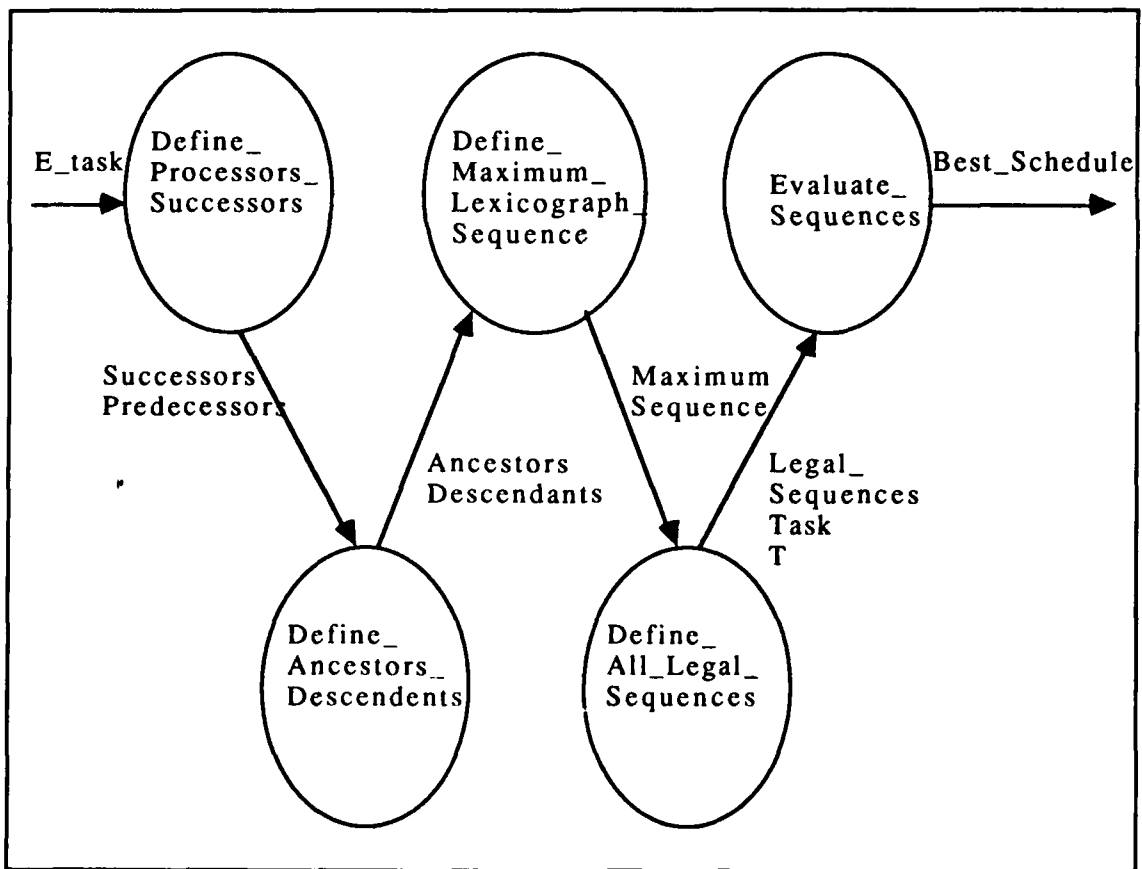 E_task
Define_
Processors_
Successors
Successors
Predecessors
Define_
Ancestors_
Descendents
Ancestors
Descendants
Define_
Maximum_
Lexicograph_
Sequence
Maximum
Sequence
Define_
All_Legal_
Sequences
Legal_
Sequences
Task
T
Evaluate_
Sequences
Best_Schedule